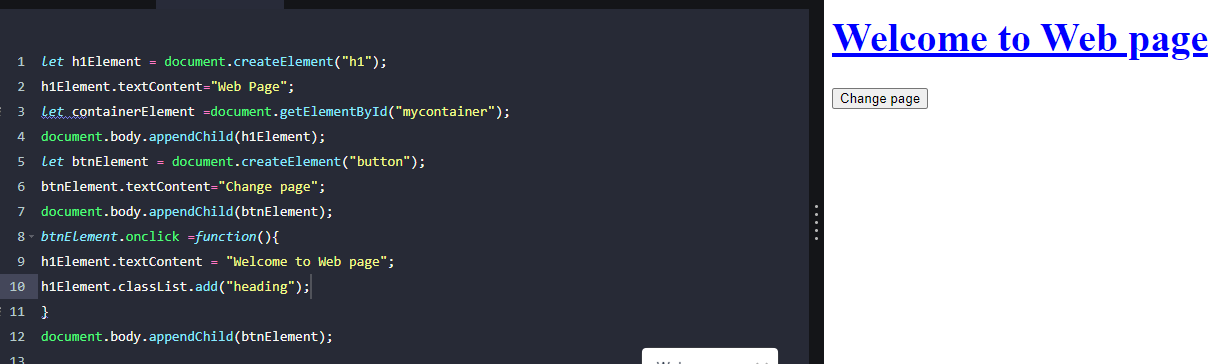 1 let h1Element = document.createElement("h1");
2 h1Element.textContent="Web Page";
3 let containerElement =document.getElementById("mycontainer");
4 document.body.appendChild(h1Element);
5 let btnElement = document.createElement("button");
6 btnElement.textContent="Change page";
7 document.body.appendChild(btnElement);
8 btnElement.onclick =function(){
9 h1Element.textContent = "Welcome to Web page";
10 h1Element.classList.add("heading");
11 }
12 document.body.appendChild(btnElement);
13
Welcome to Web page
Change page